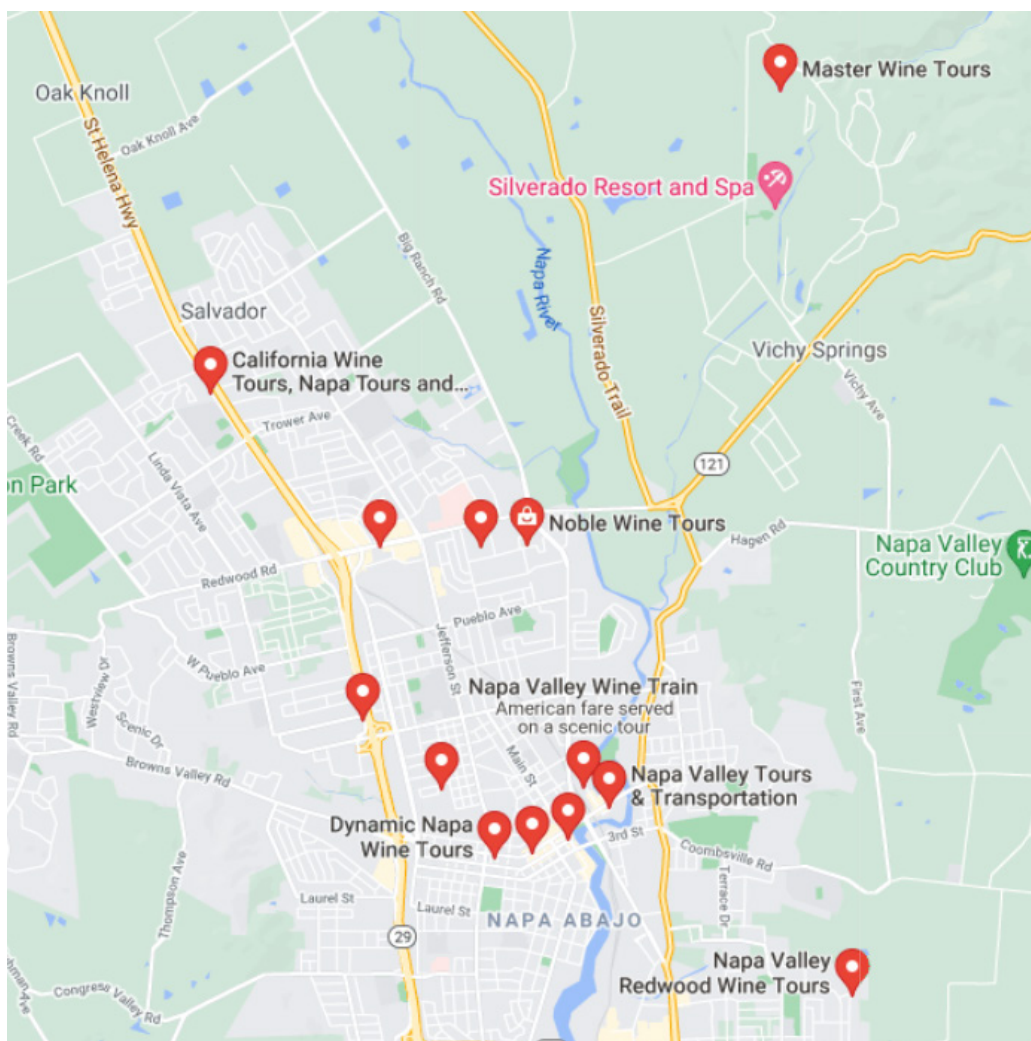 Master Wine Tours
Oak Knoll
Oak Knoll Ave
St Helena Hwy
Silverado Resort and Spa
Big Ranch Rd
Napa River
Silverado Trail
Salvador
Vichy Springs
California Wine
Tours, Napa Tours and...
Vichy Ave
Trower Ave
Creek Rd
Linda Vista Ave
121
on Park
Noble Wine Tours
Hagen Rd
Napa Valley
Country Club
Redwood Rd
Pueblo Ave
Jefferson St
W Pueblo Ave
Browns Valley Rd
Westview Dr
Scenic Dr
First Ave
Napa Valley Wine Train
American fare served
on a scenic tour
Browns Valley Rd
Main St
Napa Valley Tours
& Transportation
Dynamic Napa
Wine Tours
3rd St
Coombsville Rd
Thompson Ave
Terrace Dr
Laurel St
Laurel St
NAPA ABAJO
29
Napa Valley
Redwood Wine Tours
Congress Valley Rd